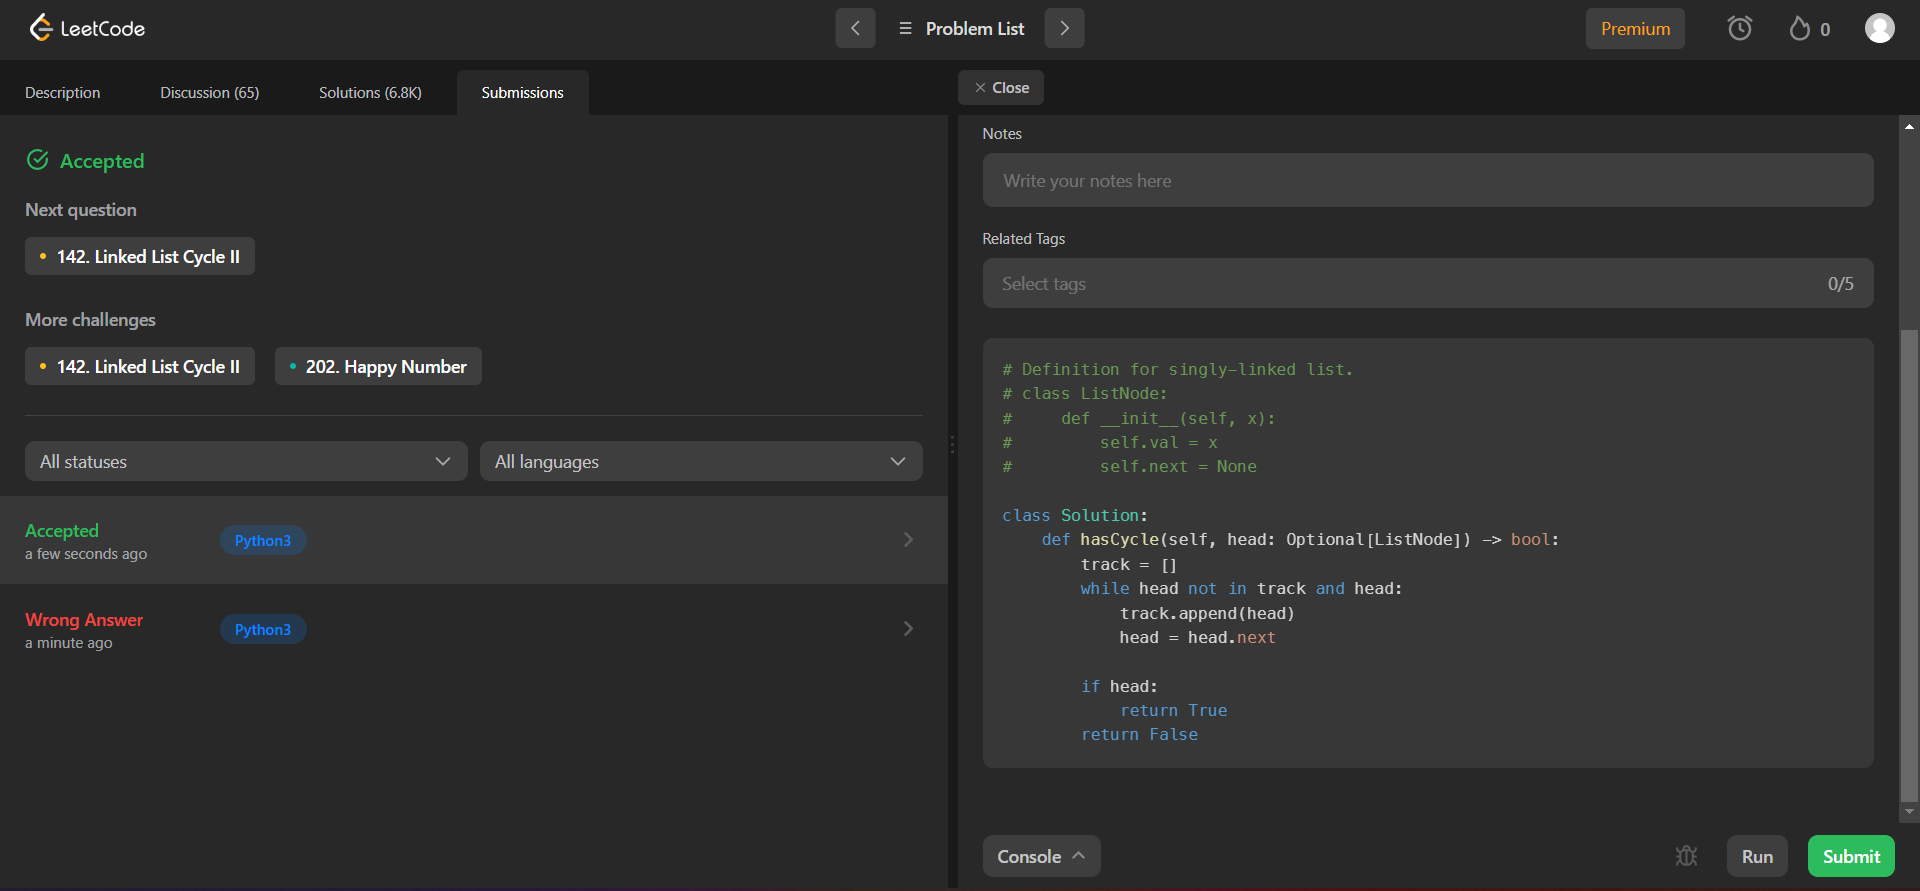 LeetCode
Problem List
Premium
0
Description
Discussion (65)
Solutions (6.8K)
Submissions
Close
Accepted
Next question
142. Linked List Cycle II
More challenges
142. Linked List Cycle II
202. Happy Number
All statuses
All languages
Accepted
a few seconds ago
Python3
Wrong Answer
a minute ago
Python3
Notes
Write your notes here
Related Tags
Select tags
0/5
# Definition for singly-linked list.
# class ListNode:
#     def __init__(self, x):
#         self.val = x
#         self.next = None
class Solution:
    def hasCycle(self, head: Optional[ListNode]) -> bool:
        track = []
        while head not in track and head:
            track.append(head)
            head = head.next
        if head:
            return True
        return False
Console
Run
Submit